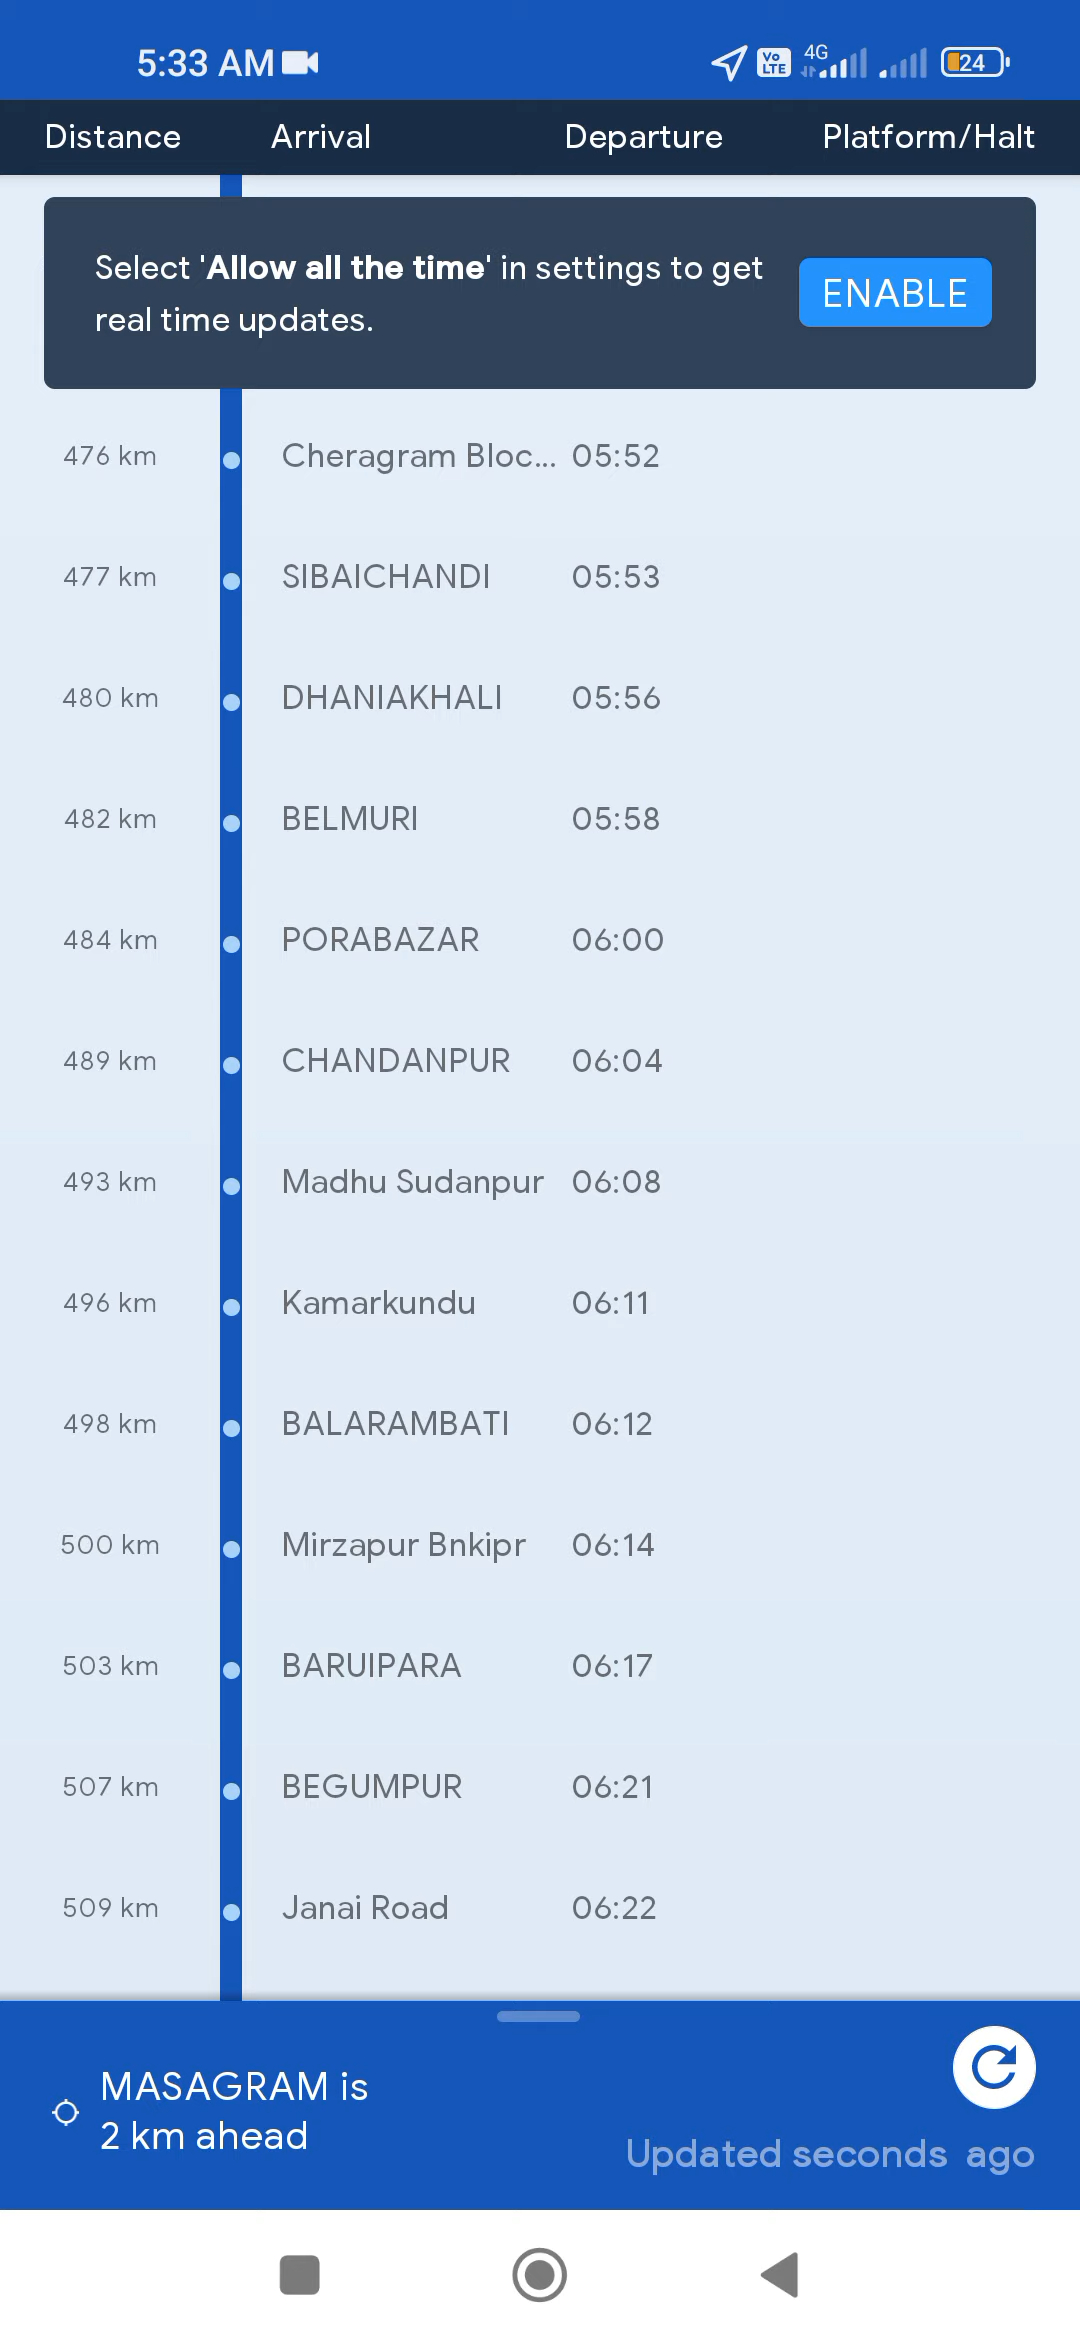 5:33 AM 4G Vo LTE 24
Distance Arrival Departure Platform/Halt
Select 'Allow all the time' in settings to get
real time updates.
ENABLE
476 km Cheragram Bloc... 05:52
477 km SIBAICHANDI 05:53
480 km DHANIAKHALI 05:56
482 km BELMURI 05:58
484 km PORABAZAR 06:00
489 km CHANDANPUR 06:04
493 km Madhu Sudanpur 06:08
496 km Kamarkundu 06:11
498 km BALARAMBATI 06:12
500 km Mirzapur Bnkipr 06:14
503 km BARUIPARA 06:17
507 km BEGUMPUR 06:21
509 km Janai Road 06:22
MASAGRAM is
2 km ahead
Updated seconds ago